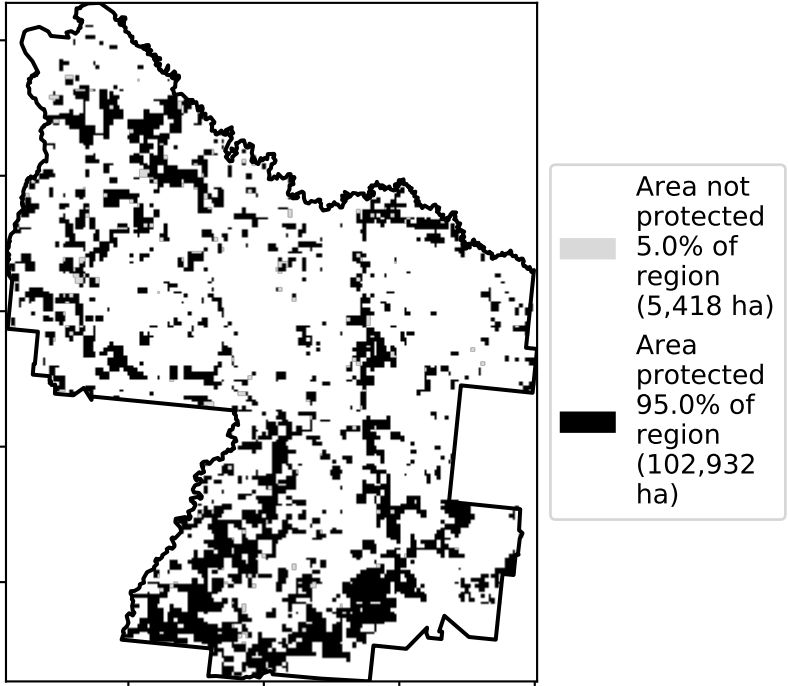 Area not
protected
5.0% of
region
(5,418 ha)
Area
protected
95.0% of
region
(102,932
ha)